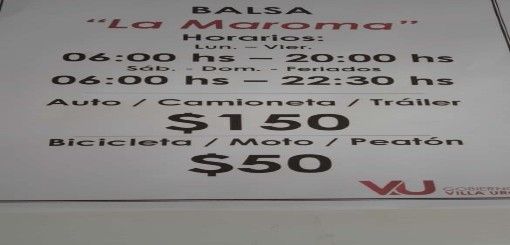 BALSA
"La Maroma"
Horarios:
Lun. - Vier.
06:00 hs - 20:00 hs
Sáb. - Dom. - Feriados
06:00 hs - 22:30 hs
Auto / Camioneta / Tráiler
$150
Bicicleta / Moto / Peatón
$50
VU
VILLA